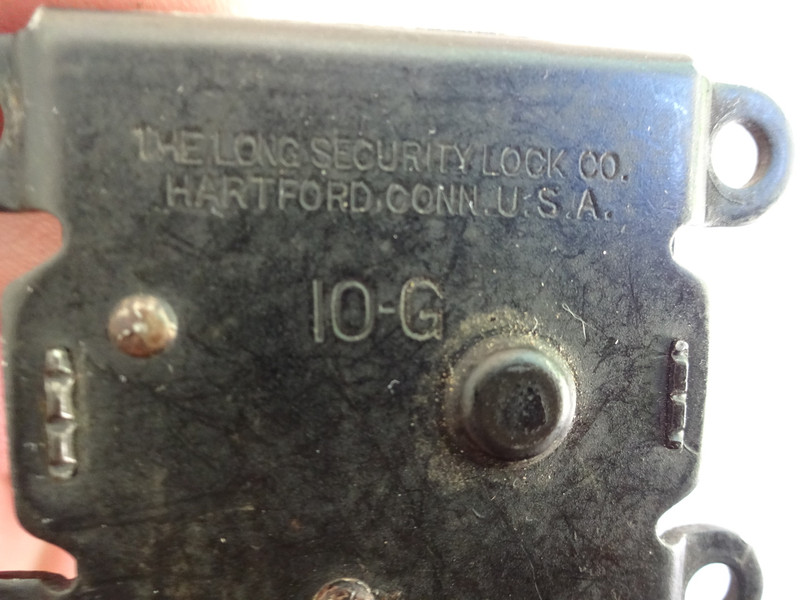 THE LONG SECURITY LOCK CO.
HARTFORD, CONN. U.S.A.
10-G